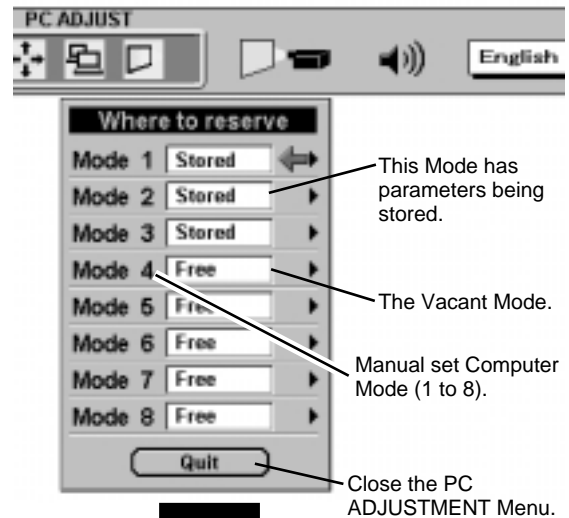 PC ADJUST
English
Where to reserve
Mode 1 Stored
Mode 2 Stored
Mode 3 Stored
Mode 4 Free
Mode 5 Free
Mode 6 Free
Mode 7 Free
Mode 8 Free
Quit
This Mode has
parameters being
stored.
The Vacant Mode.
Manual set Computer
Mode (1 to 8).
Close the PC
ADJUSTMENT Menu.